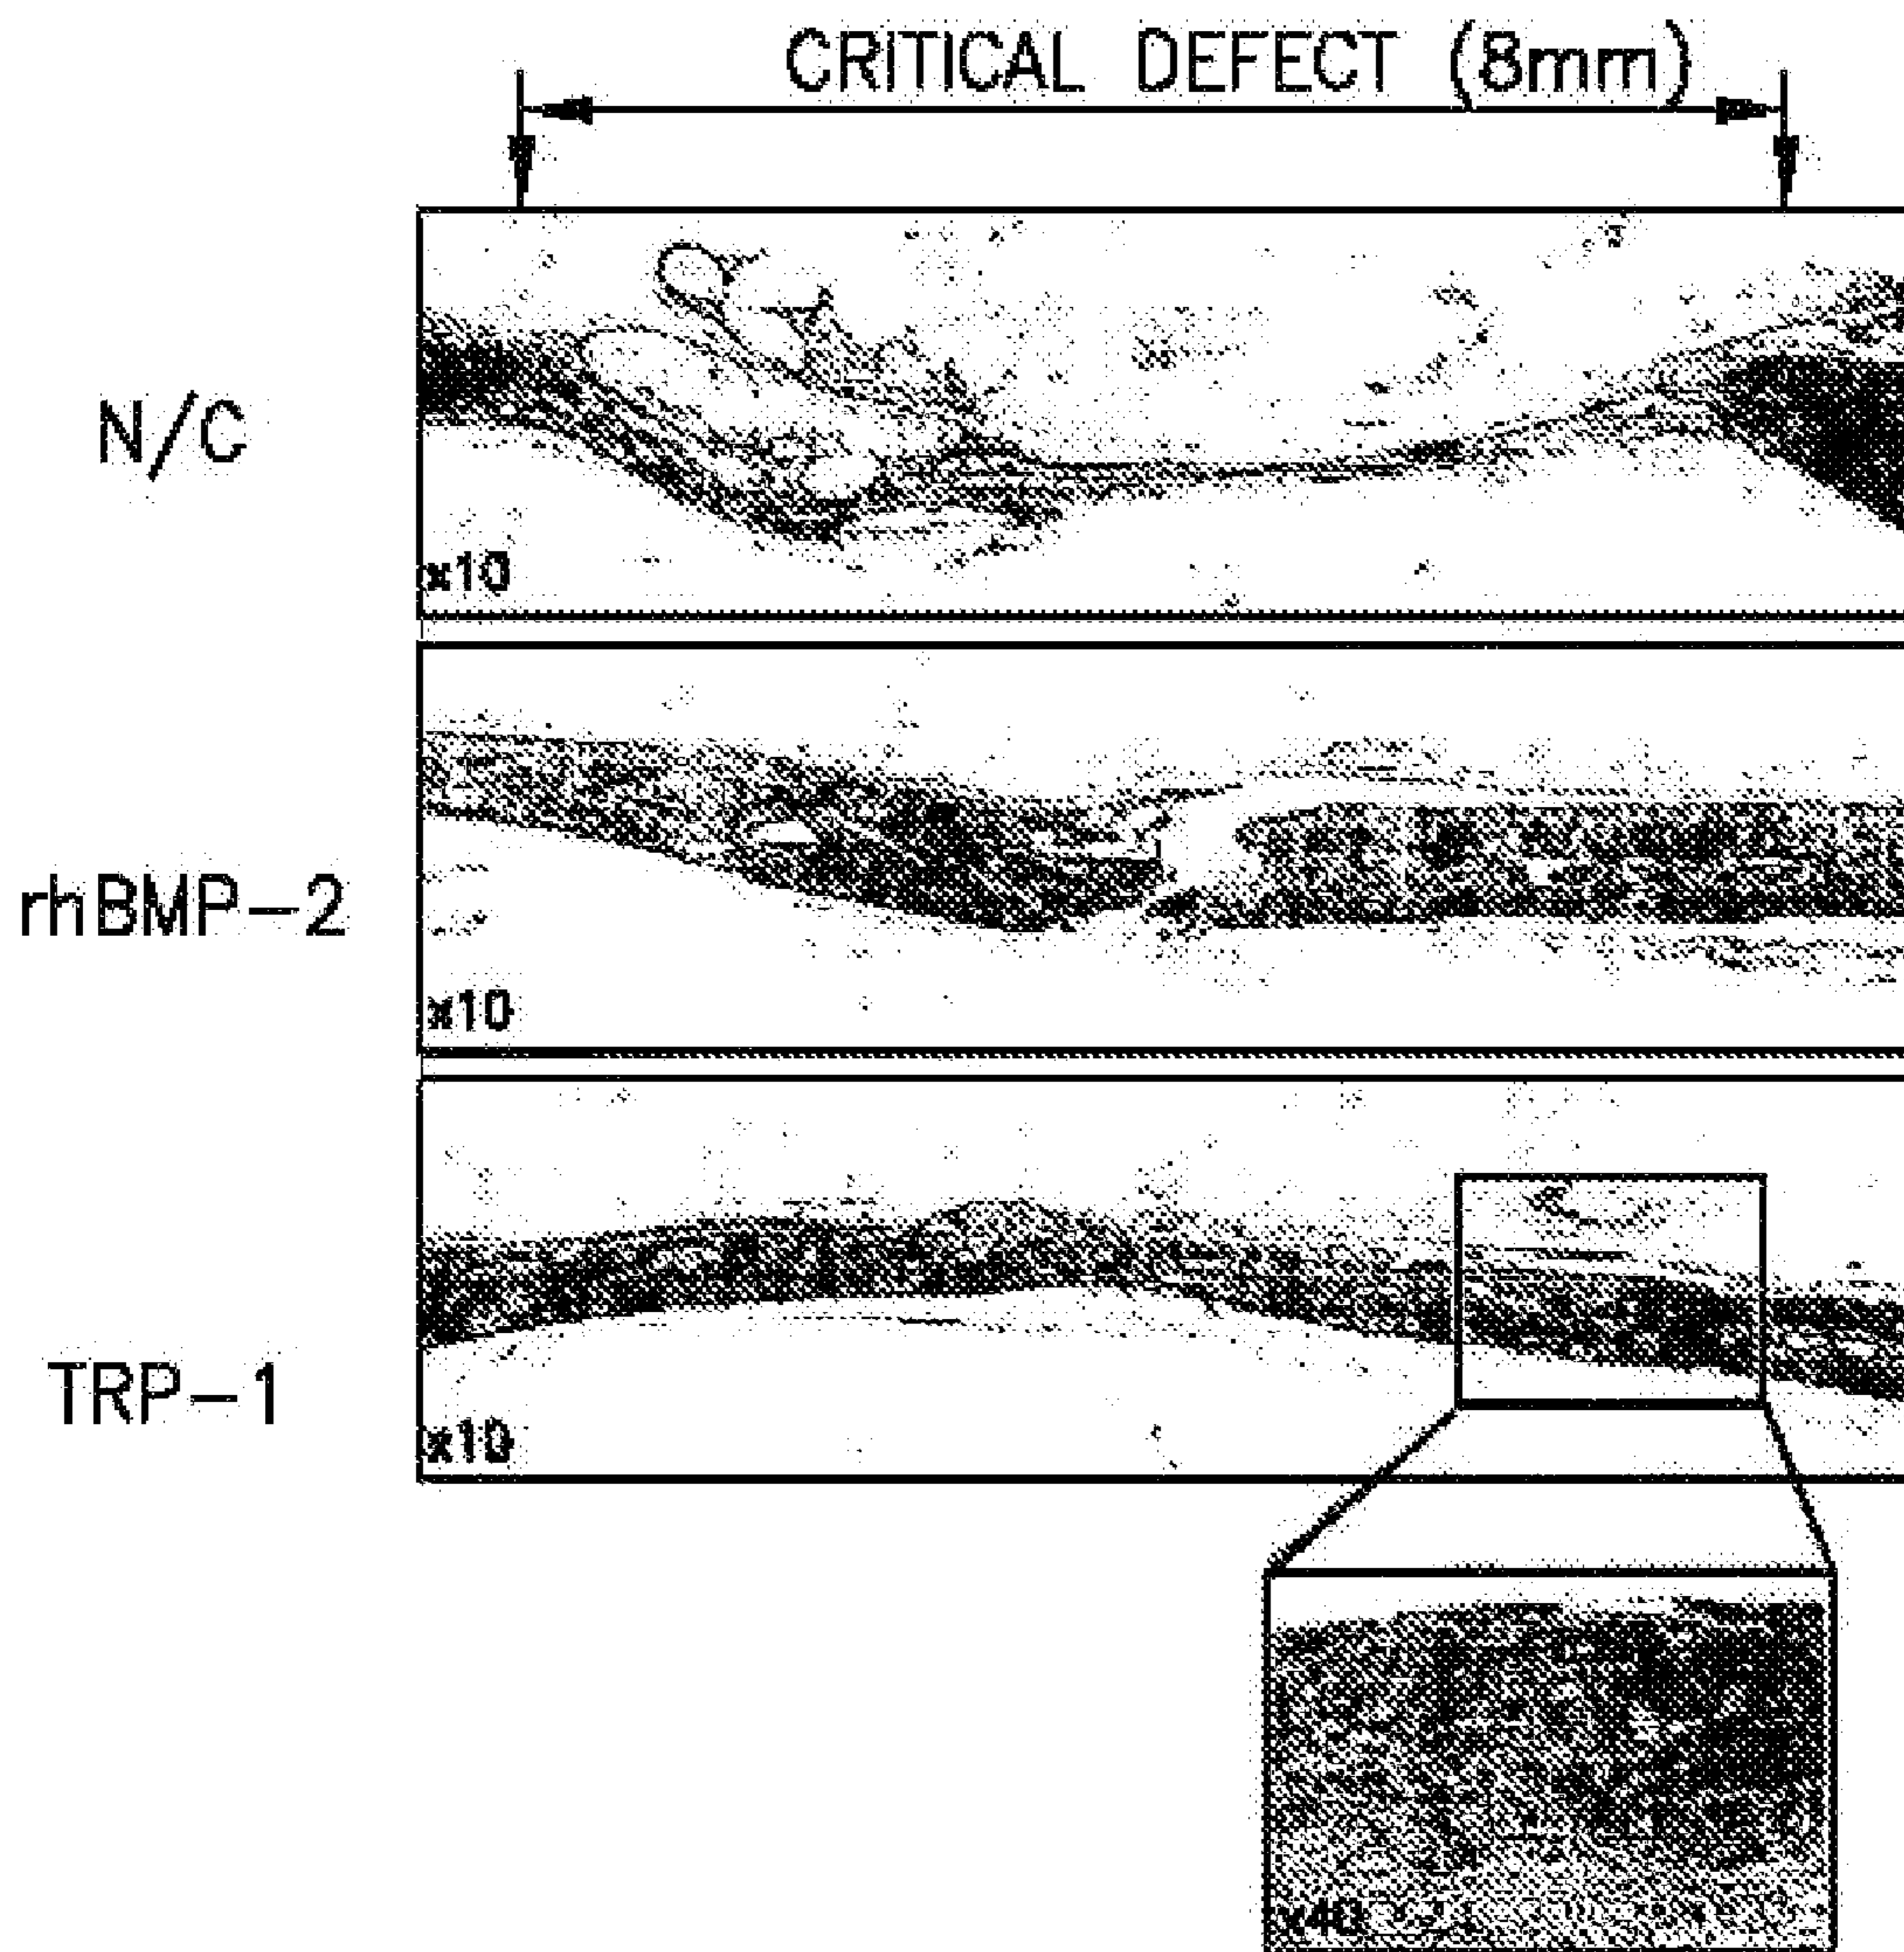 CRITICAL DEFECT (8mm)
N/C
x10
rhBMP-2
x10
TRP-1
x10
x40